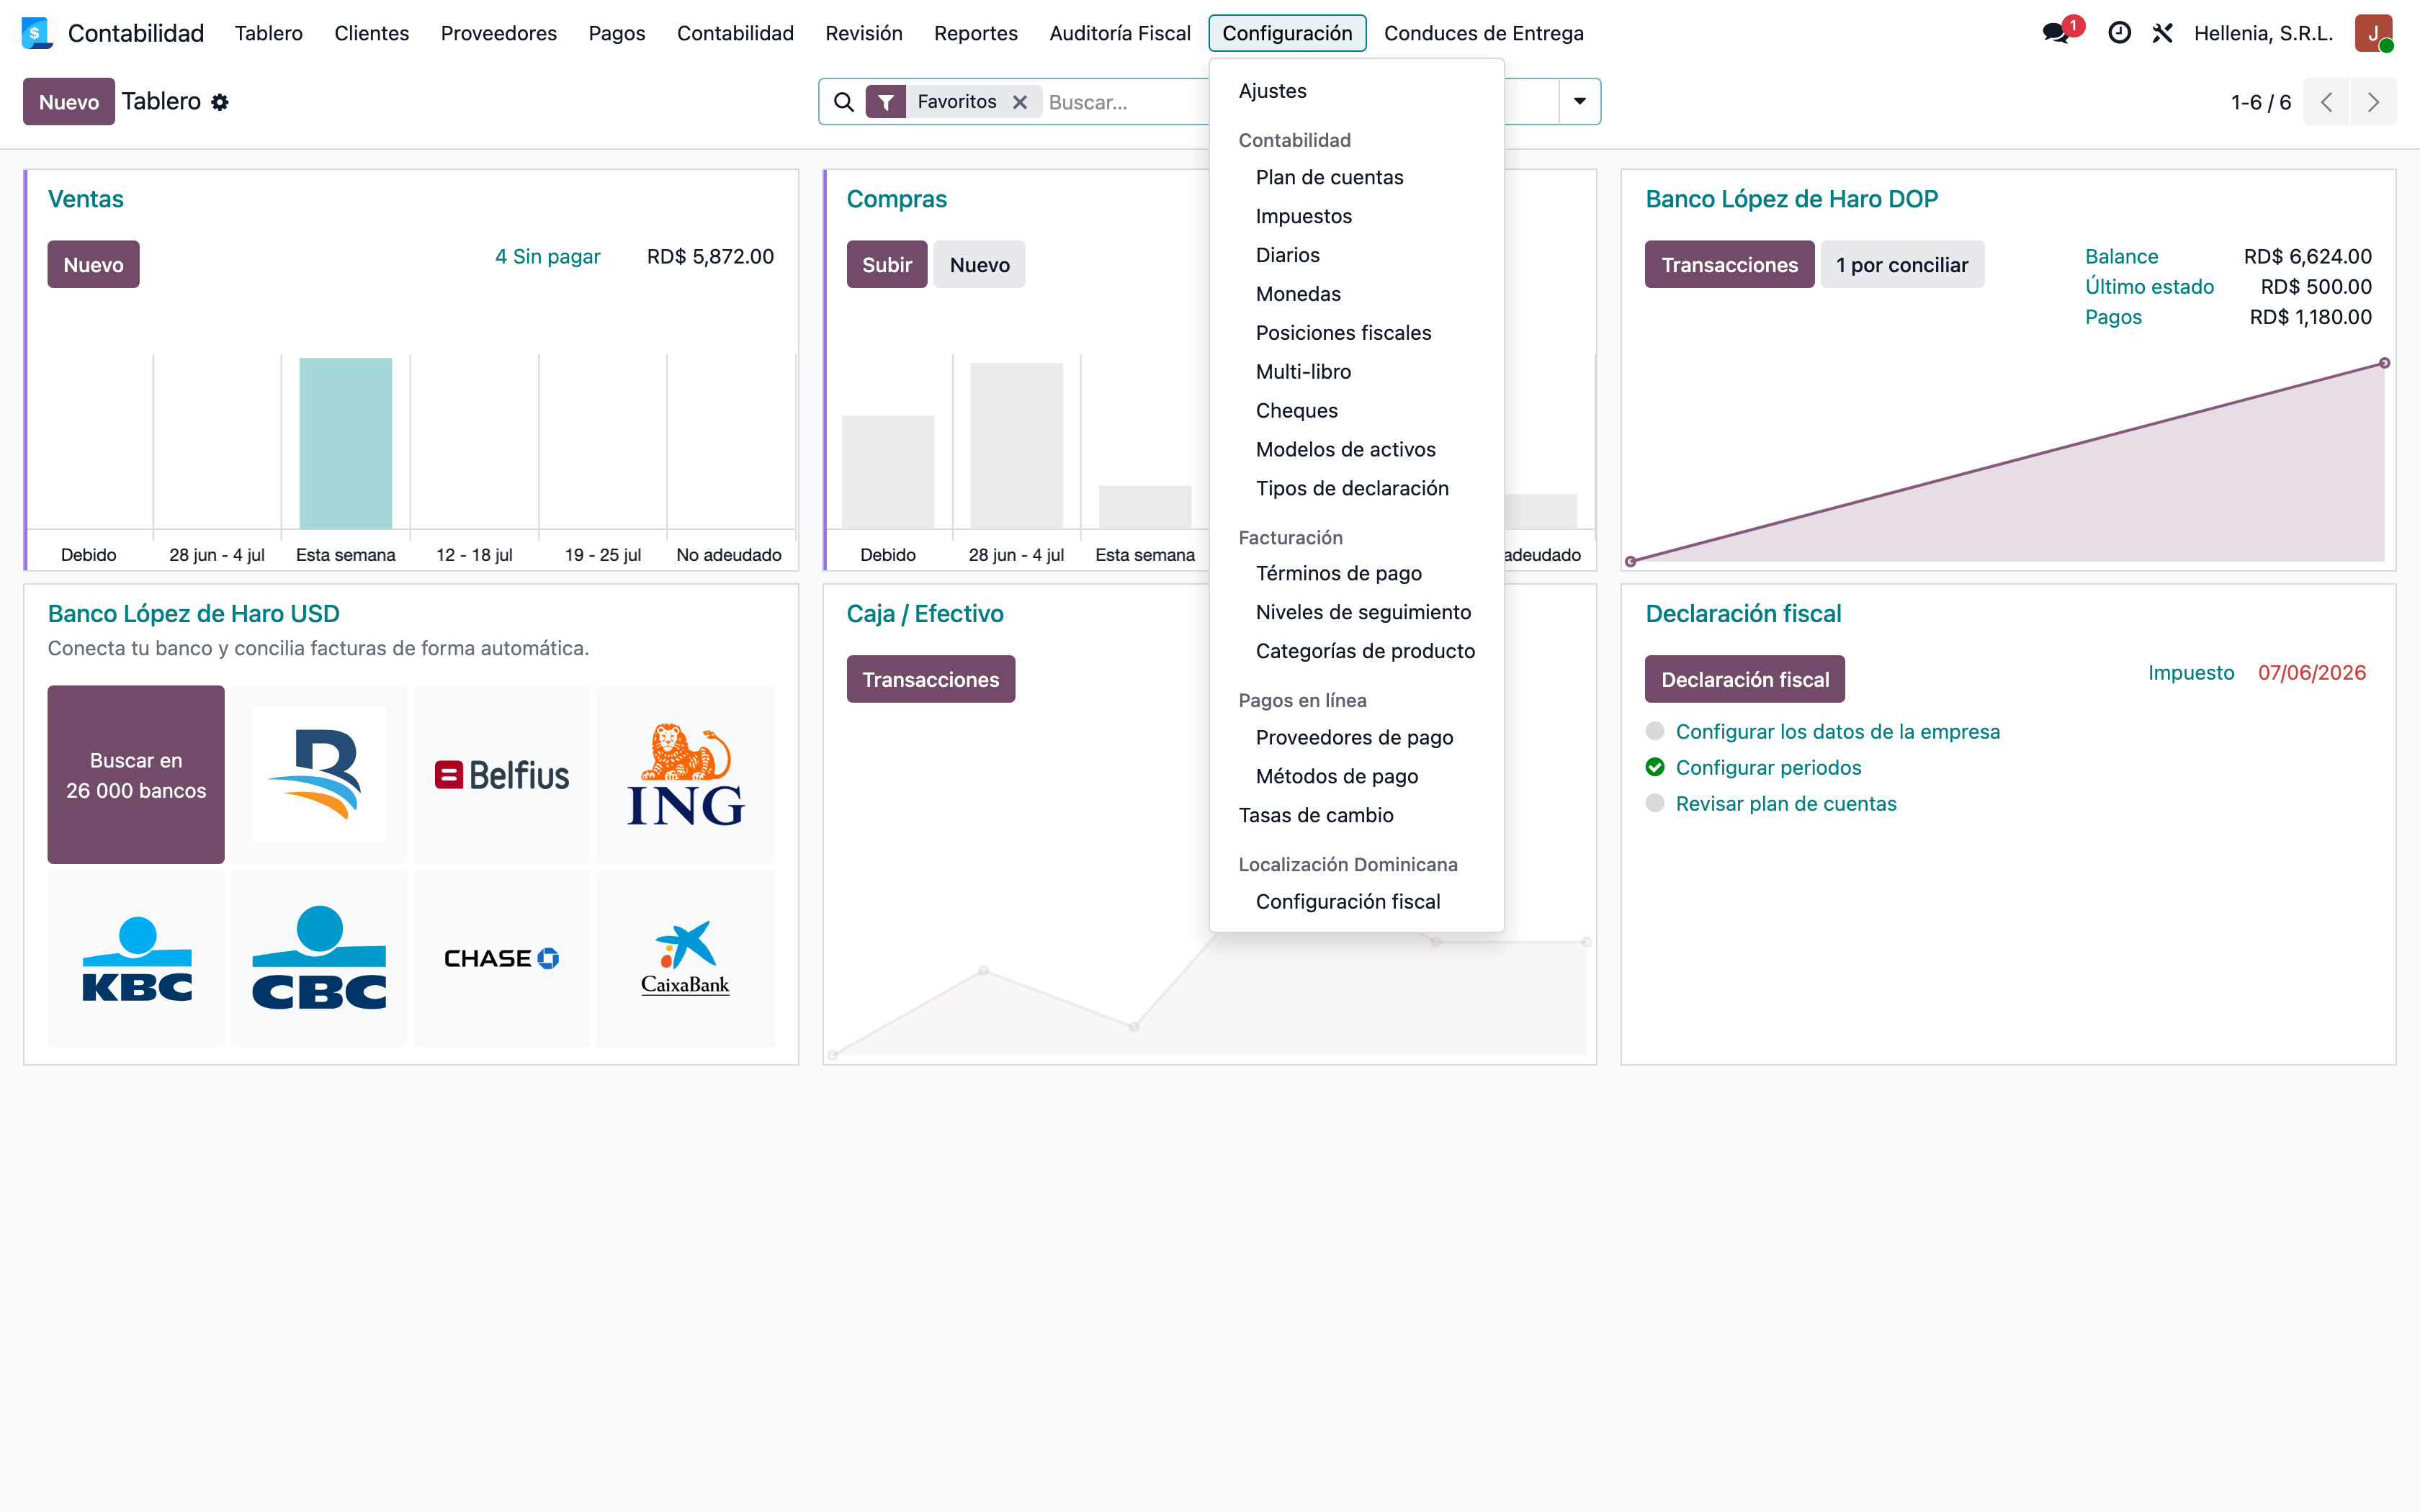 Contabilidad Tablero Clientes Proveedores Pagos Contabilidad Revisión Reportes Auditoría Fiscal Configuración Conduces de Entrega 1 Hellenia, S.R.L. J
Nuevo Tablero Favoritos Buscar... 1-6 / 6
Ajustes
Contabilidad
Plan de cuentas
Impuestos
Diarios
Monedas
Posiciones fiscales
Multi-libro
Cheques
Modelos de activos
Tipos de declaración
Facturación
Términos de pago
Niveles de seguimiento
Categorías de producto
Pagos en línea
Proveedores de pago
Métodos de pago
Tasas de cambio
Localización Dominicana
Configuración fiscal
Ventas
Nuevo 4 Sin pagar RD$ 5,872.00
Debido 28 jun - 4 jul Esta semana 12 - 18 jul 19 - 25 jul No adeudado
Compras
Subir Nuevo
Debido 28 jun - 4 jul Esta semana adeudado
Banco López de Haro DOP
Transacciones 1 por conciliar
Balance RD$ 6,624.00
Último estado RD$ 500.00
Pagos RD$ 1,180.00
Banco López de Haro USD
Conecta tu banco y concilia facturas de forma automática.
Buscar en
26 000 bancos
Belfius
ING
KBC
CBC
CHASE
CaixaBank
Caja / Efectivo
Transacciones
Declaración fiscal
Declaración fiscal Impuesto 07/06/2026
Configurar los datos de la empresa
Configurar periodos
Revisar plan de cuentas